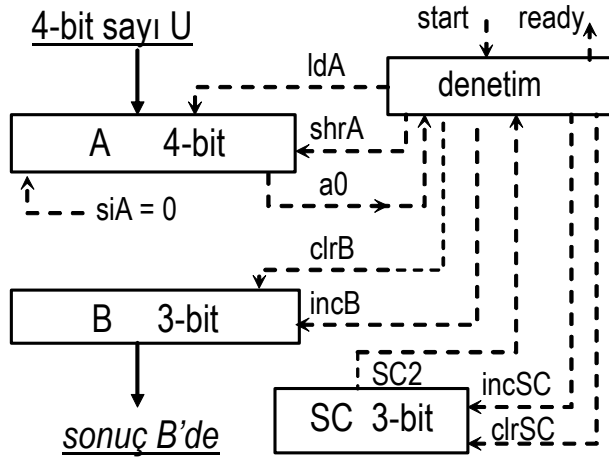 4-bit sayı U
start
ready
ldA
denetim
A 4-bit
shrA
a0
siA = 0
clrB
B 3-bit
incB
SC2
incSC
SC 3-bit
clrSC
sonuç B'de